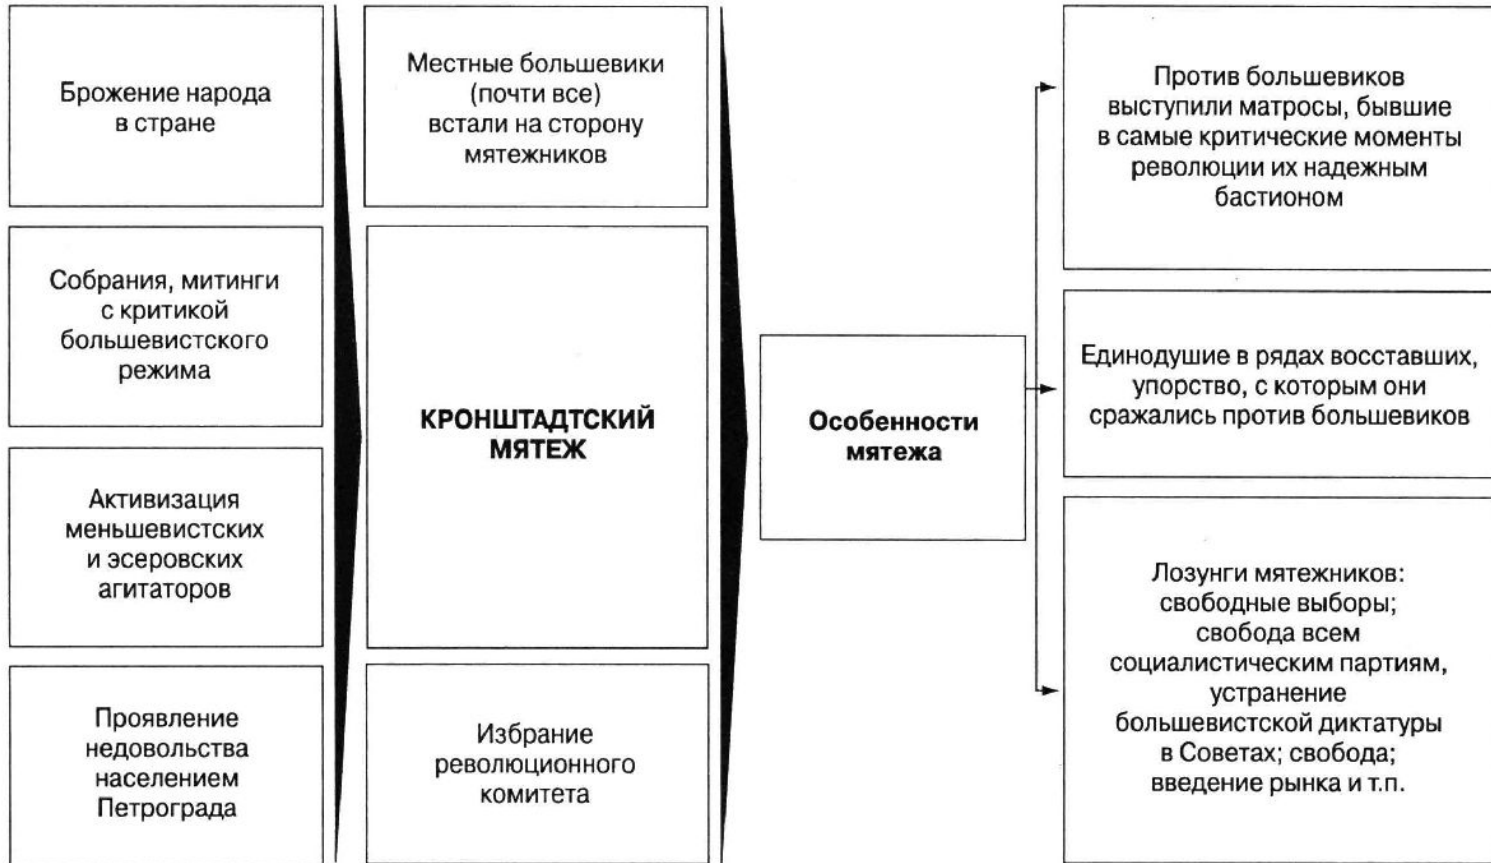 Брожение народа
в стране
Собрания, митинги
с критикой
большевистского
режима
Активизация
меньшевистских
и эсеровских
агитаторов
Проявление
недовольства
населением
Петрограда
Местные большевики
(почти все)
встали на сторону
мятежников
КРОНШТАДТСКИЙ
МЯТЕЖ
Избрание
революционного
комитета
Особенности
мятежа
Против большевиков
выступили матросы, бывшие
в самые критические моменты
революции их надежным
бастионом
Единодушие в рядах восставших,
упорство, с которым они
сражались против большевиков
Лозунги мятежников:
свободные выборы;
свобода всем
социалистическим партиям,
устранение
большевистской диктатуры
в Советах; свобода;
введение рынка и т.п.